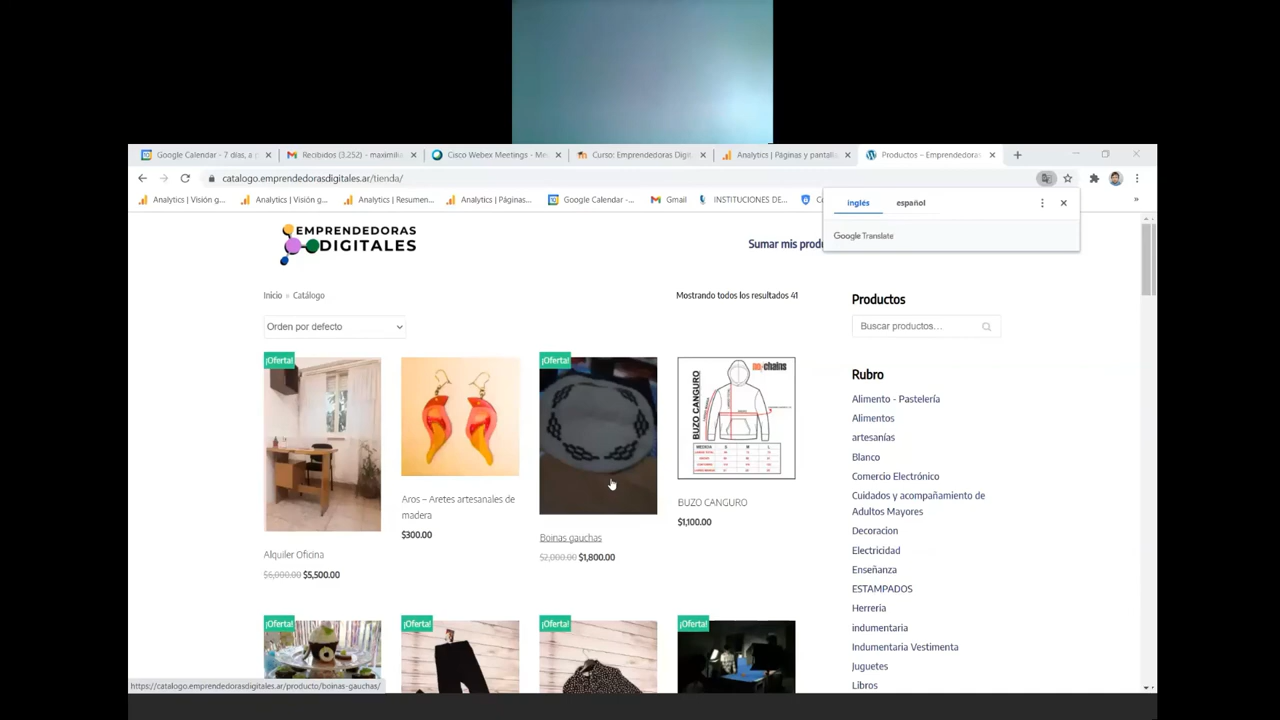 Google Calendar - 7 días, a p
Recibidos (3.252) - maximilia
Cisco Webex Meetings - Me
Curso: Emprendedoras Digit
Analytics | Páginas y pantalla
Productos – Emprendedoras
catalogo.emprendedorasdigitales.ar/tienda/
Analytics | Visión g...
Analytics | Visión g...
Analytics | Resumen...
Analytics | Páginas...
Google Calendar -...
Gmail
INSTITUCIONES DE...
inglés
español
Google Translate
EMPRENDEDORAS
DIGITALES
Sumar mis produ
Inicio » Catálogo
Mostrando todos los resultados 41
Orden por defecto
Productos
Buscar productos...
Rubro
Alimento - Pastelería
Alimentos
artesanías
Blanco
Comercio Electrónico
Cuidados y acompañamiento de
Adultos Mayores
Decoracion
Electricidad
Enseñanza
ESTAMPADOS
Herreria
indumentaria
Indumentaria Vestimenta
Juguetes
Libros
¡Oferta!
Alquiler Oficina
$6,000.00 $5,500.00
Aros – Aretes artesanales de
madera
$300.00
¡Oferta!
Boinas gauchas
$2,000.00 $1,800.00
BUZO CANGURO
no-chains
BUZO CANGURO
$1,100.00
¡Oferta!
¡Oferta!
¡Oferta!
¡Oferta!
https://catalogo.emprendedorasdigitales.ar/producto/boinas-gauchas/